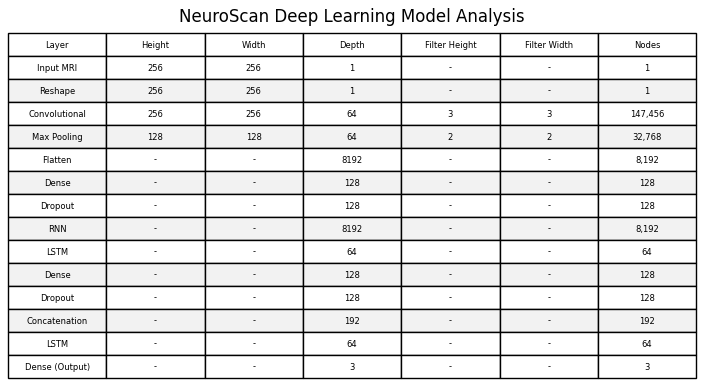 NeuroScan Deep Learning Model Analysis
Layer Height Width Depth Filter Height Filter Width Nodes
Input MRI 256 256 1 - - 1
Reshape 256 256 1 - - 1
Convolutional 256 256 64 3 3 147,456
Max Pooling 128 128 64 2 2 32,768
Flatten - - 8192 - - 8,192
Dense - - 128 - - 128
Dropout - - 128 - - 128
RNN - - 8192 - - 8,192
LSTM - - 64 - - 64
Dense - - 128 - - 128
Dropout - - 128 - - 128
Concatenation - - 192 - - 192
LSTM - - 64 - - 64
Dense (Output) - - 3 - - 3